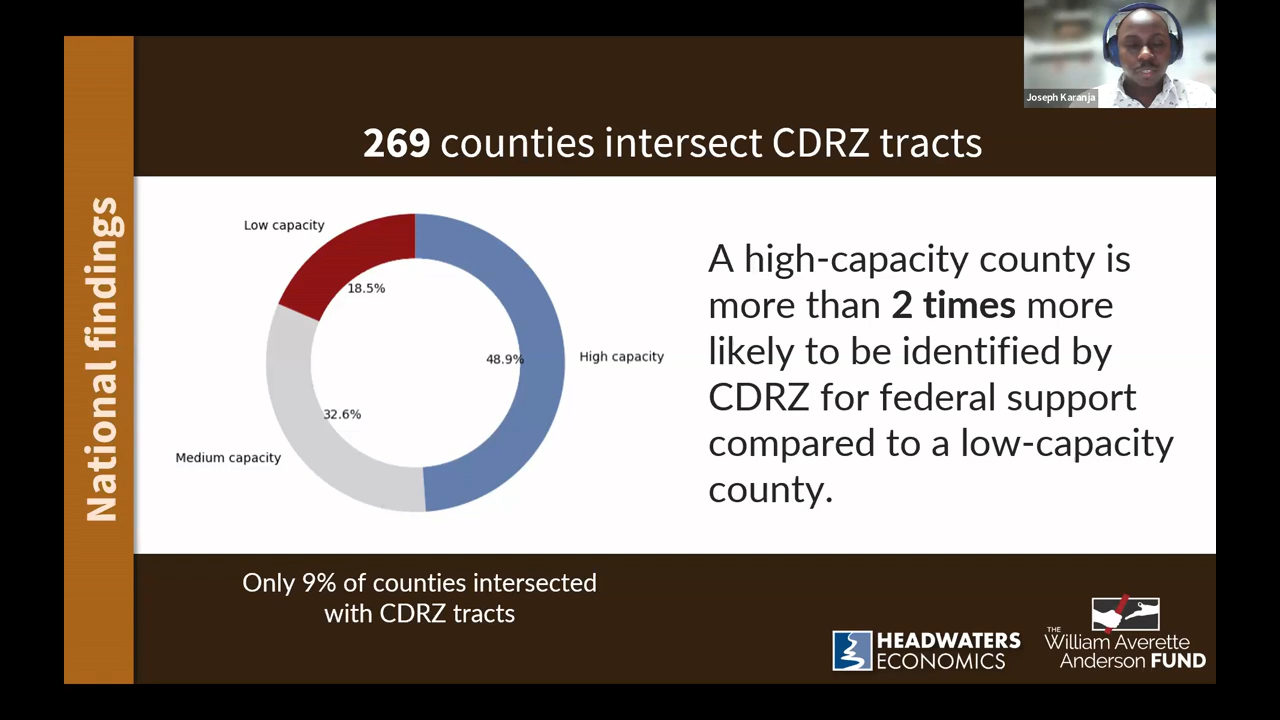 Joseph Karanja
269 counties intersect CDRZ tracts
National findings
Low capacity
18.5%
48.9%
High capacity
32.6%
Medium capacity
A high-capacity county is
more than 2 times more
likely to be identified by
CDRZ for federal support
compared to a low-capacity
county.
Only 9% of counties intersected
with CDRZ tracts
HEADWATERS
ECONOMICS
THE
William Averette
Anderson FUND